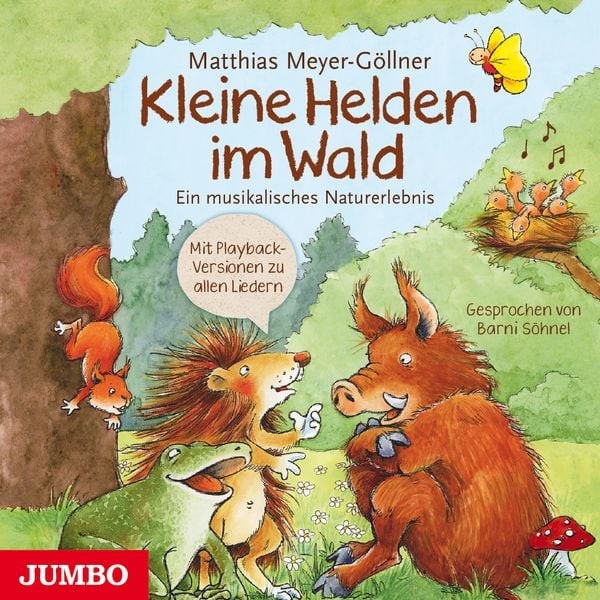 Matthias Meyer-Göllner
Kleine Helden
im Wald
Ein musikalisches Naturerlebnis
Mit Playback-
Versionen zu
allen Liedern
Gesprochen von
Barni Söhnel
JUMBO